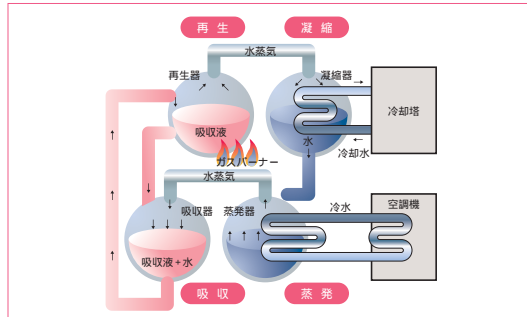 再生
凝縮
水蒸気
再生器
凝縮器
冷却塔
吸収液
水
冷却水
ガスバーナー
水蒸気
吸収器
蒸発器
冷水
空調機
吸収液+水
吸収
蒸発